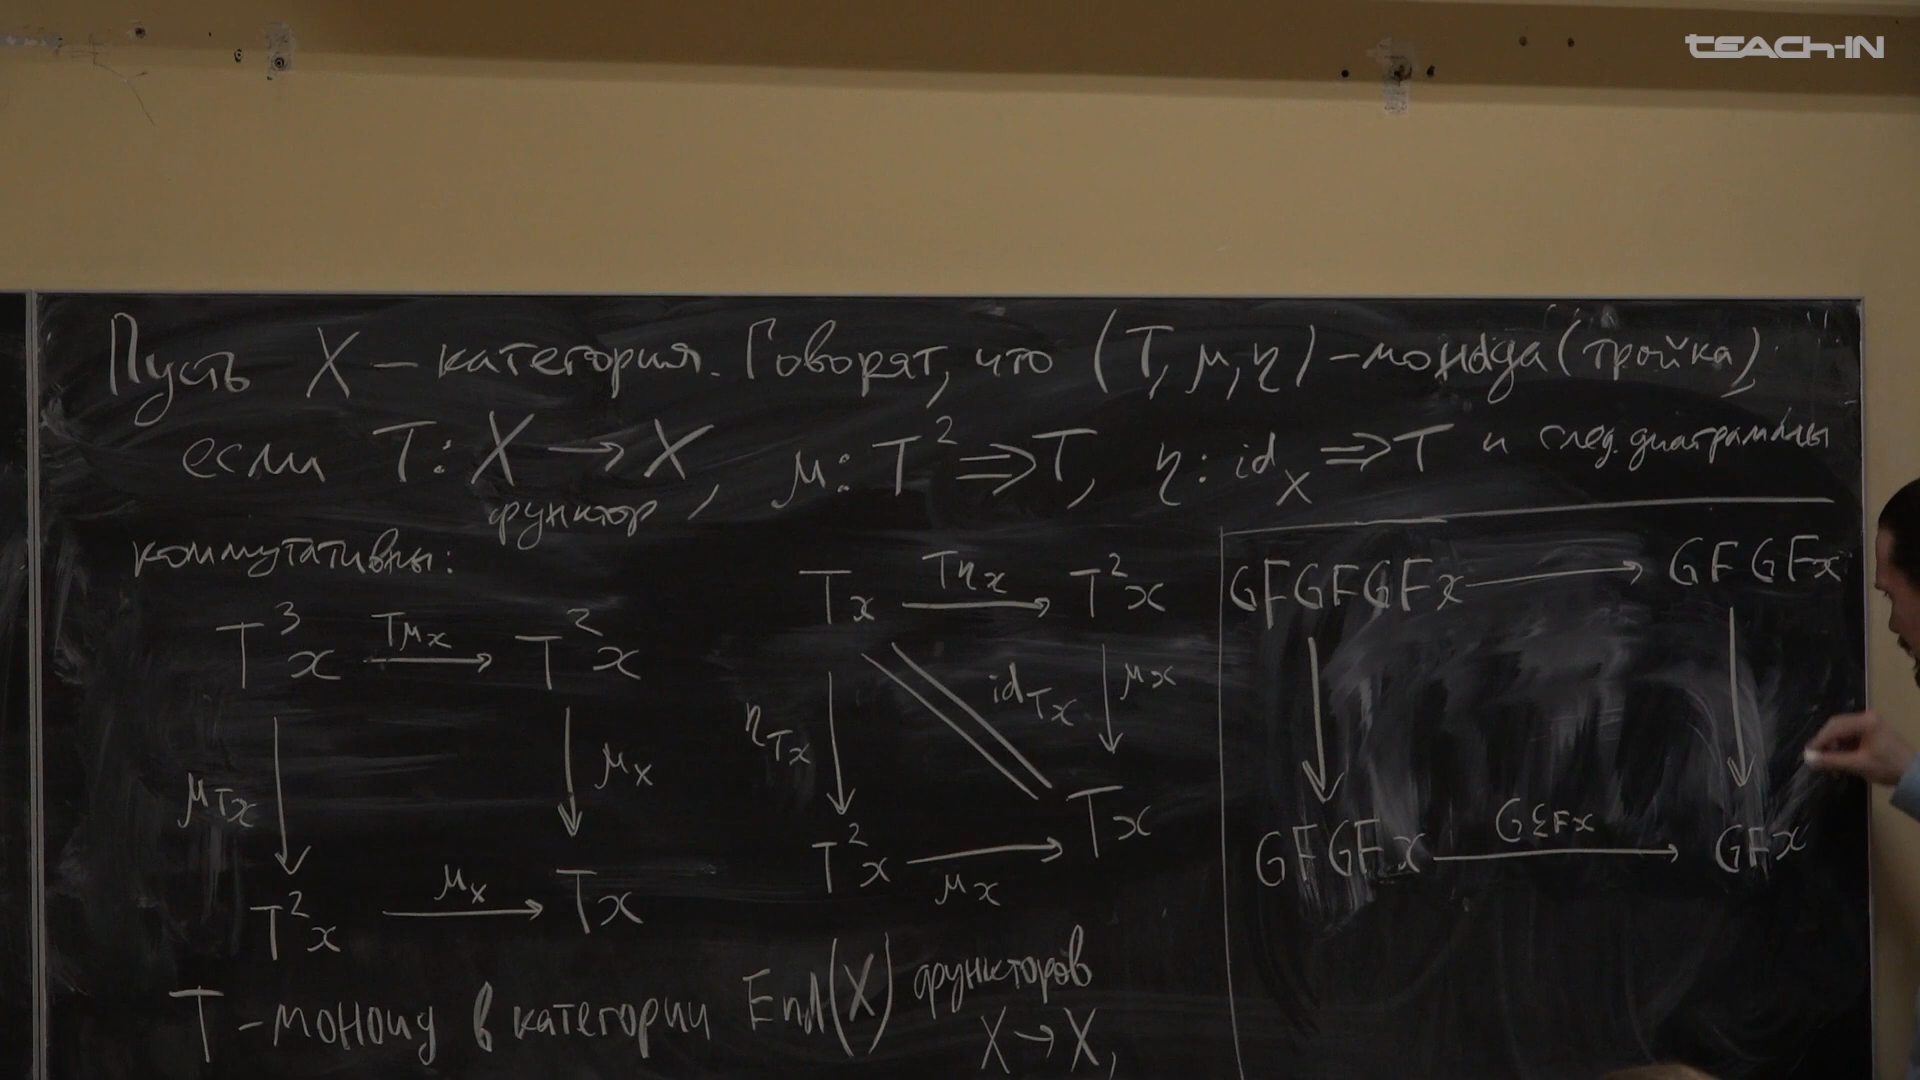 TEACH-IN
Пусть X – категория. Говорят, что (T, μ, η) – монада (тройка),
если T: X → X, μ: T² ⇒ T, η: id_X ⇒ T и след. диаграммы
функтор
коммутативны:
T³x Tμ_x → T²x
μ_Tx μ_x
T²x μ_x → Tx
Tx Tη_x → T²x
η_Tx id_Tx μ_x
T²x μ_x → Tx
GFGFGFx → GFGFx
GFGFx Gε_Fx → GFx
T – моноид в категории End(X) функторов
X → X,